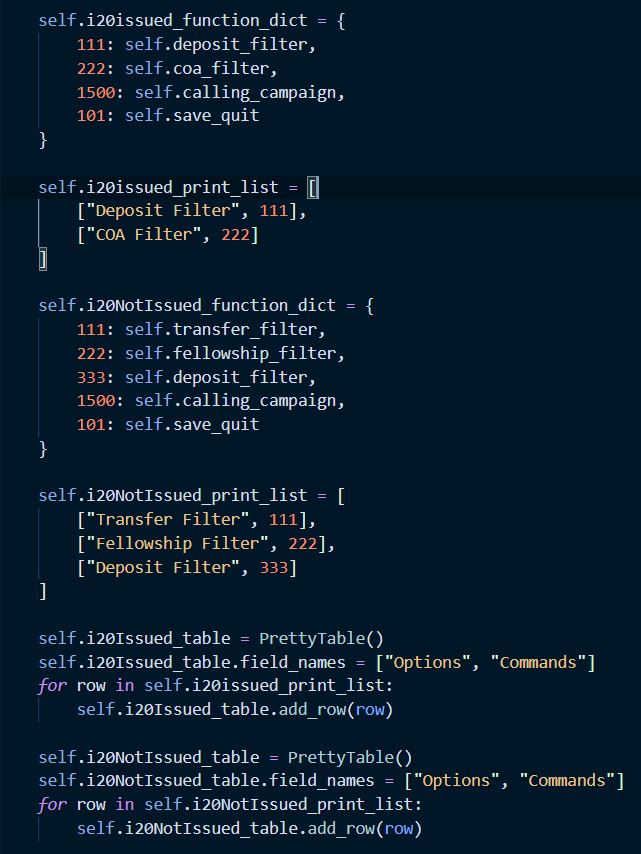 self.i20issued_function_dict = {
    111: self.deposit_filter,
    222: self.coa_filter,
    1500: self.calling_campaign,
    101: self.save_quit
}
self.i20issued_print_list = [
    ["Deposit Filter", 111],
    ["COA Filter", 222]
]
self.i20NotIssued_function_dict = {
    111: self.transfer_filter,
    222: self.fellowship_filter,
    333: self.deposit_filter,
    1500: self.calling_campaign,
    101: self.save_quit
}
self.i20NotIssued_print_list = [
    ["Transfer Filter", 111],
    ["Fellowship Filter", 222],
    ["Deposit Filter", 333]
]
self.i20Issued_table = PrettyTable()
self.i20Issued_table.field_names = ["Options", "Commands"]
for row in self.i20issued_print_list:
    self.i20Issued_table.add_row(row)
self.i20NotIssued_table = PrettyTable()
self.i20NotIssued_table.field_names = ["Options", "Commands"]
for row in self.i20NotIssued_print_list:
    self.i20NotIssued_table.add_row(row)